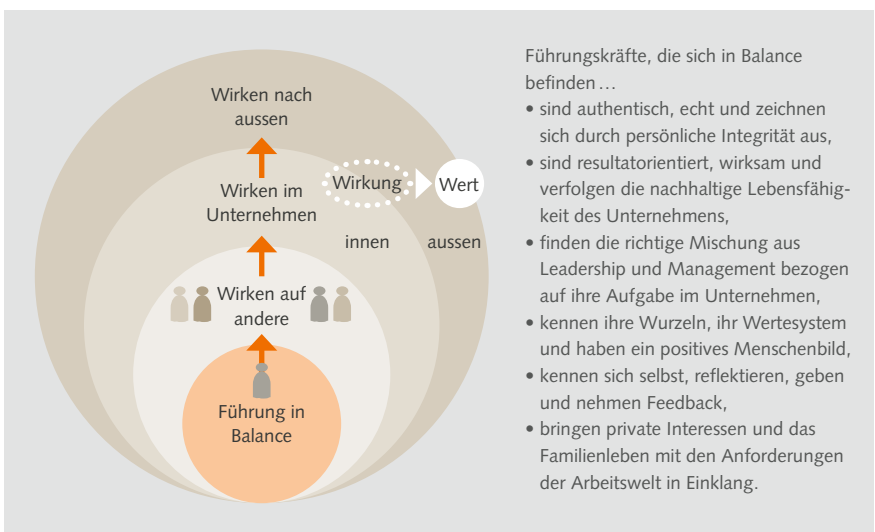 Wirken nach
aussen
Wirken im
Unternehmen
Wirkung
Wert
innen
aussen
Wirken auf
andere
Führung in
Balance
Führungskräfte, die sich in Balance
befinden…
• sind authentisch, echt und zeichnen
sich durch persönliche Integrität aus,
• sind resultatorientiert, wirksam und
verfolgen die nachhaltige Lebensfähig-
keit des Unternehmens,
• finden die richtige Mischung aus
Leadership und Management bezogen
auf ihre Aufgabe im Unternehmen,
• kennen ihre Wurzeln, ihr Wertesystem
und haben ein positives Menschenbild,
• kennen sich selbst, reflektieren, geben
und nehmen Feedback,
• bringen private Interessen und das
Familienleben mit den Anforderungen
der Arbeitswelt in Einklang.